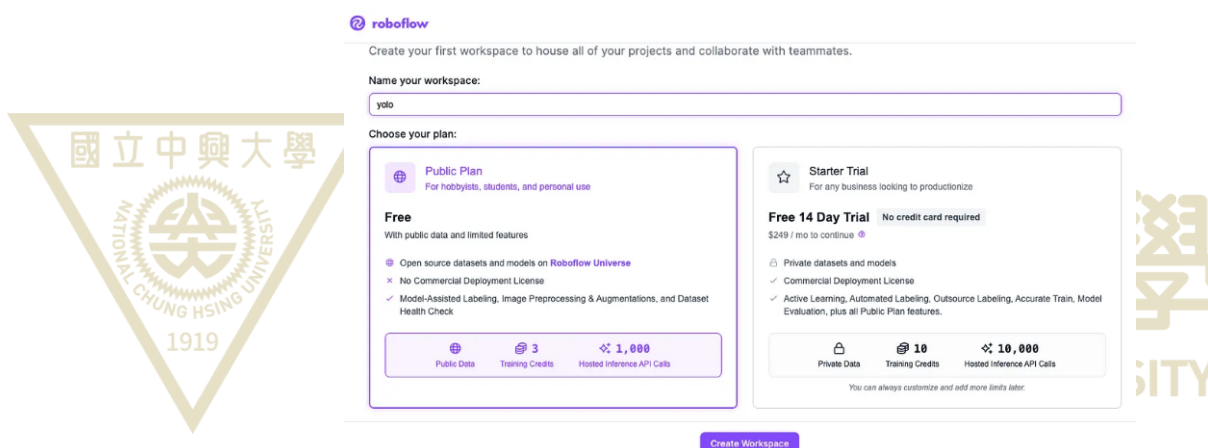 roboflow
Create your first workspace to house all of your projects and collaborate with teammates.
Name your workspace:
yolo
Choose your plan:
Public Plan
For hobbyists, students, and personal use
Free
With public data and limited features
Open source datasets and models on Roboflow Universe
No Commercial Deployment License
Model-Assisted Labeling, Image Preprocessing & Augmentations, and Dataset
Health Check
3
1,000
Public Data
Training Credits
Hosted Inference API Calls
Starter Trial
For any business looking to productionize
Free 14 Day Trial
No credit card required
$249 / mo to continue
Private datasets and models
Commercial Deployment License
Active Learning, Automated Labeling, Outsource Labeling, Accurate Train, Model
Evaluation, plus all Public Plan features.
10
10,000
Private Data
Training Credits
Hosted Inference API Calls
You can always customize and add more limits later.
Create Workspace
國立中興大學
NATIONAL CHUNG HSING UNIVERSITY
1919
學
SITY